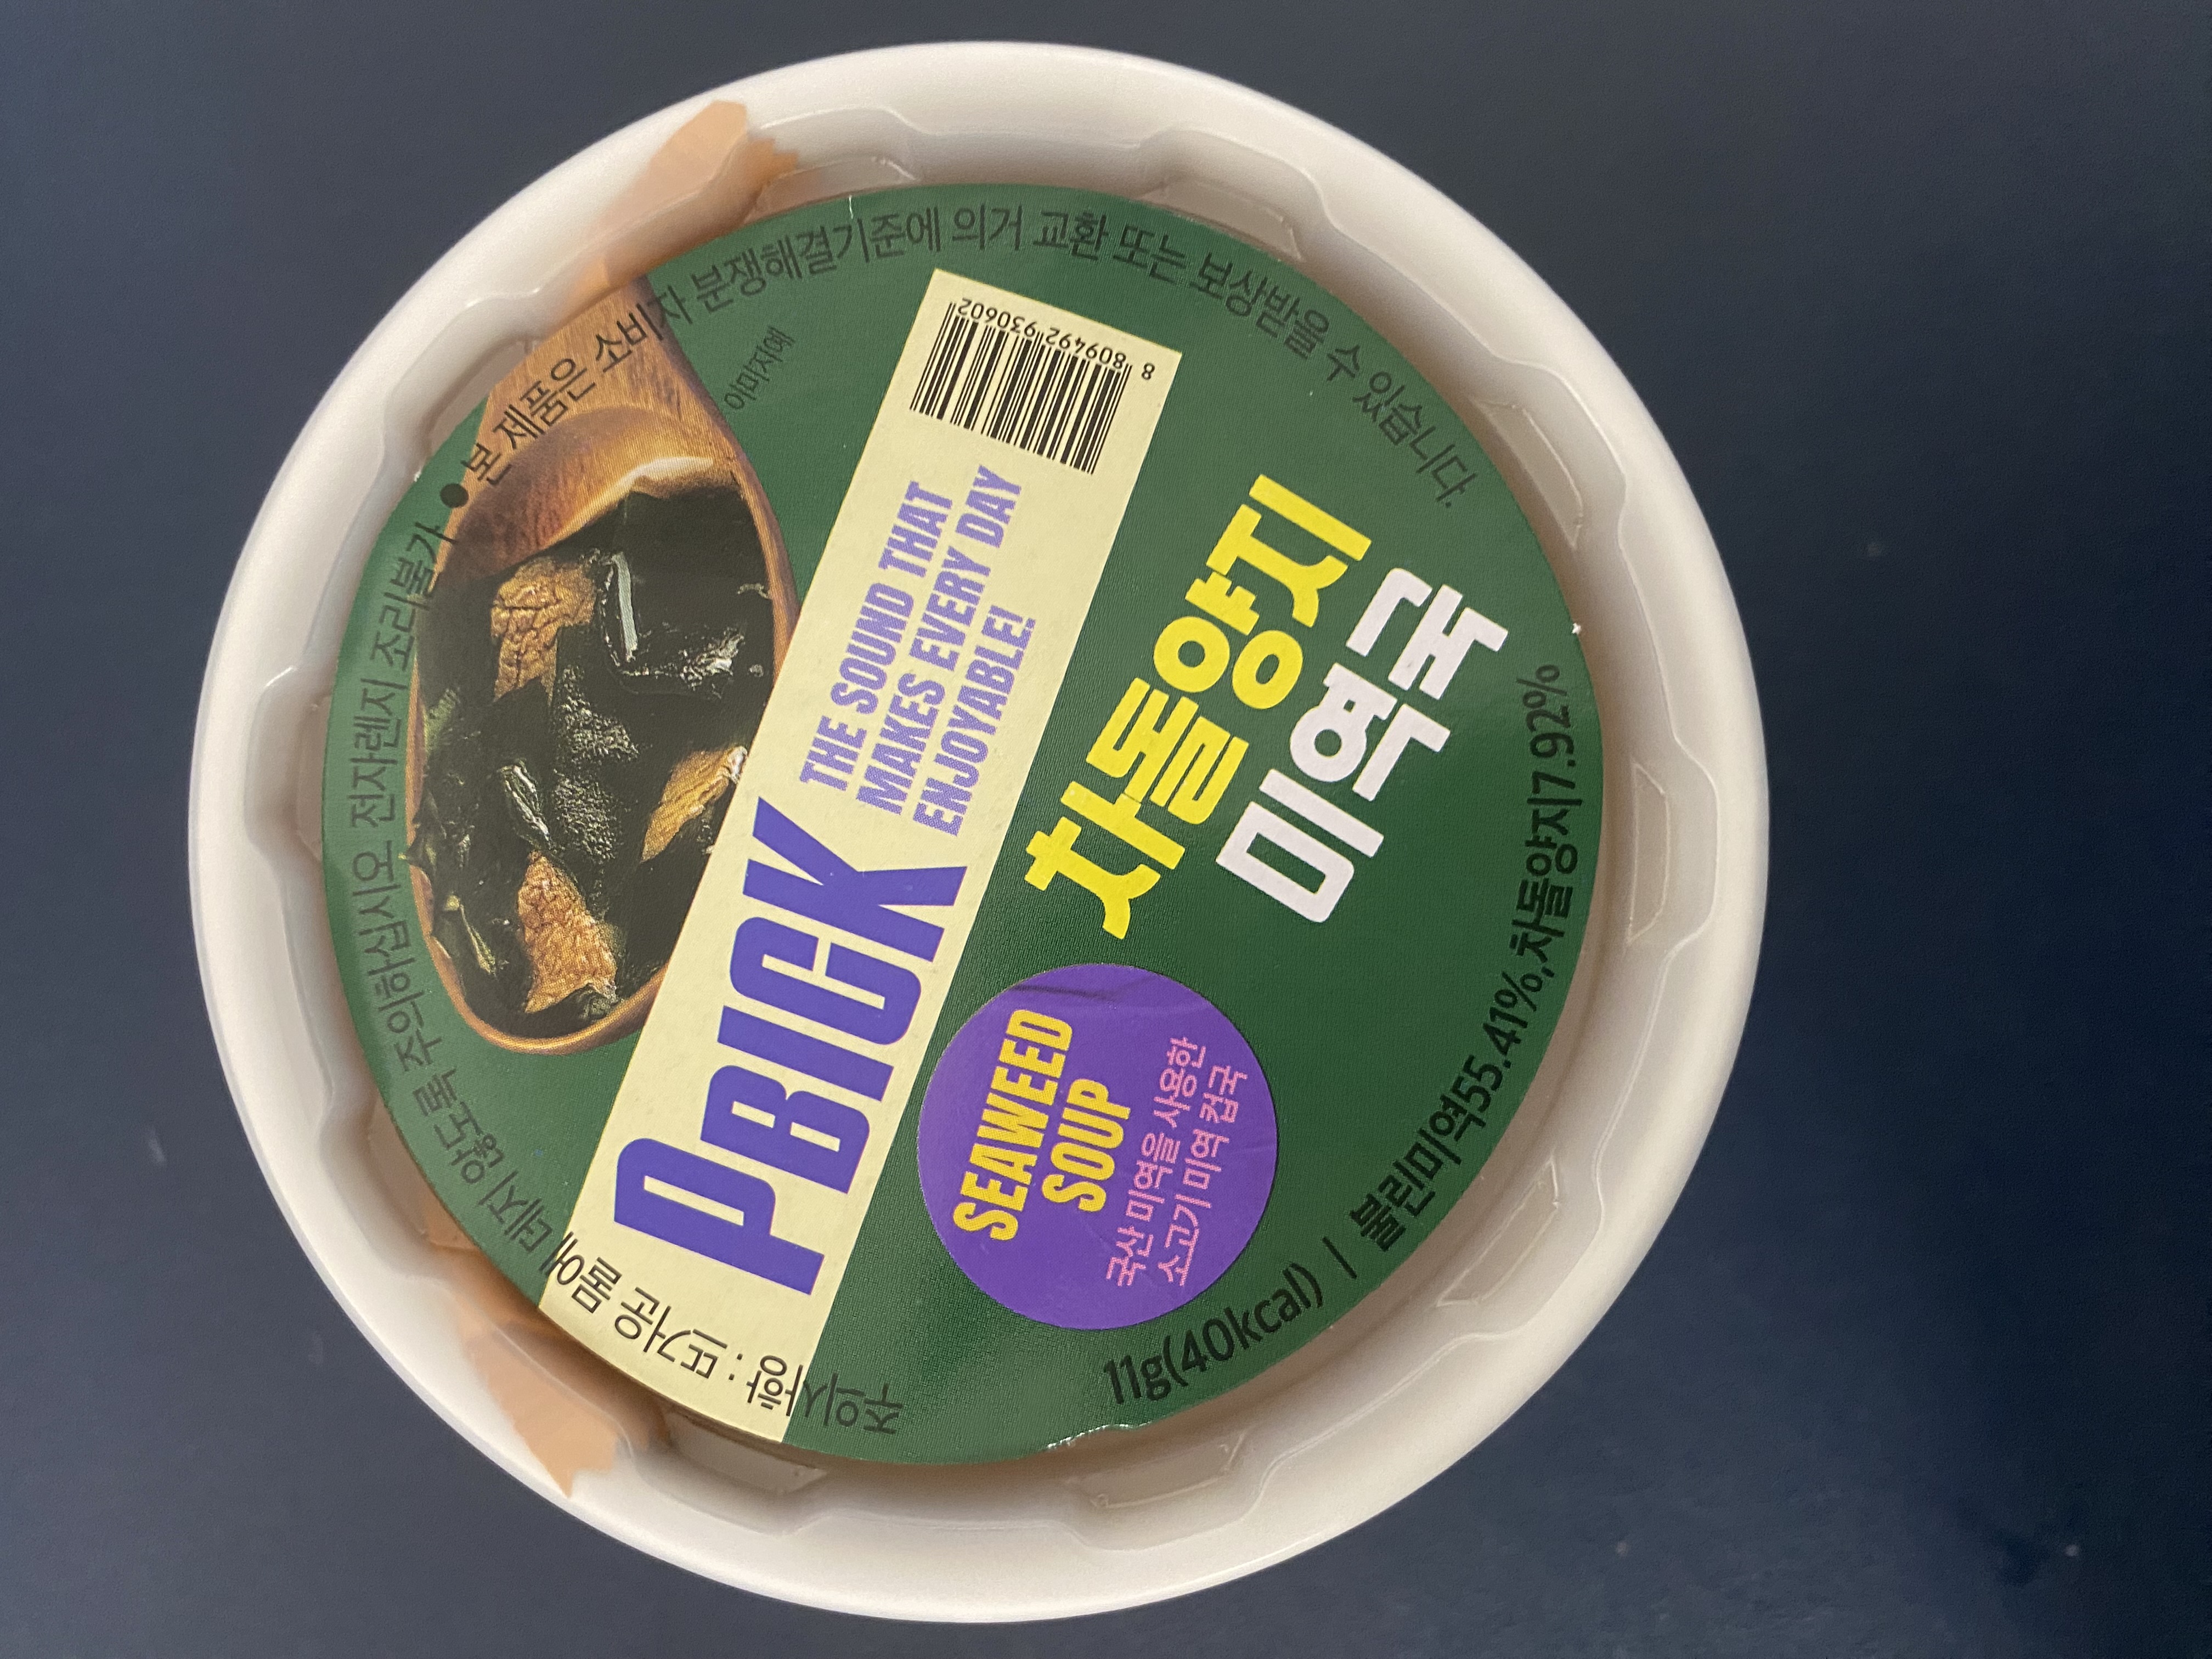 PBICK
THE SOUND THAT
MAKES EVERY DAY
ENJOYABLE!
8 809492 930602
차돌양지
미역국
SEAWEED
SOUP
국산 미역을 사용한
소고기 미역 컵국
이미지예
11g(40kcal) | 불린미역55.41%,차돌양지7.92%
주의사항 : 뜨거운 물에 데지 않도록 주의하십시오 전자렌지 조리불가 ● 본 제품은 소비자 분쟁해결기준에 의거 교환 또는 보상받을 수 있습니다.